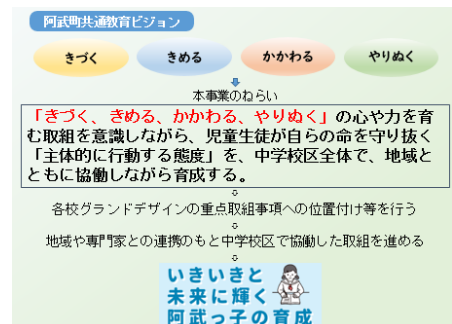 阿武町共通教育ビジョン
きづく きめる かかわる やりぬく
本事業のねらい
「きづく、きめる、かかわる、やりぬく」の心や力を育
む取組を意識しながら、児童生徒が自らの命を守り抜く
「主体的に行動する態度」を、中学校区全体で、地域と
ともに協働しながら育成する。
各校グランドデザインの重点取組事項への位置付け等を行う
地域や専門家との連携のもと中学校区で協働した取組を進める
いきいきと
未来に輝く
阿武っ子の育成